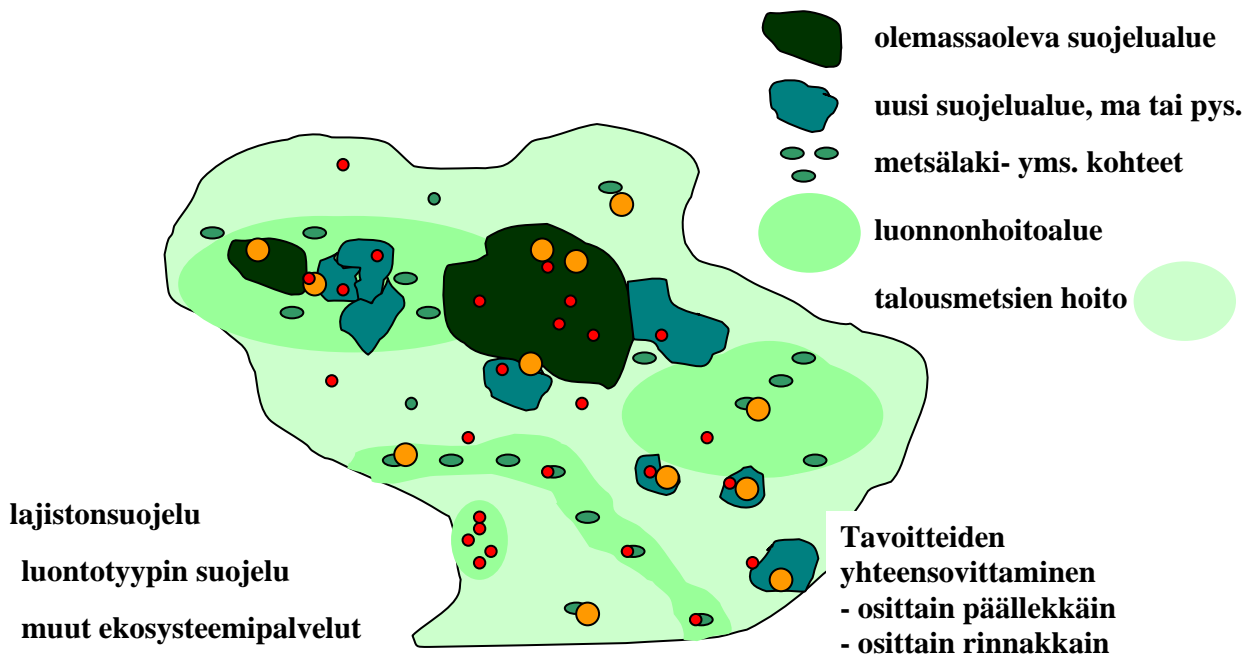 olemassaoleva suojelualue
uusi suojelualue, ma tai pys.
metsälaki- yms. kohteet
luonnonhoitoalue
talousmetsien hoito
lajistonsuojelu
luontotyypin suojelu
muut ekosysteemipalvelut
Tavoitteiden
yhteensovittaminen
- osittain päällekkäin
- osittain rinnakkain